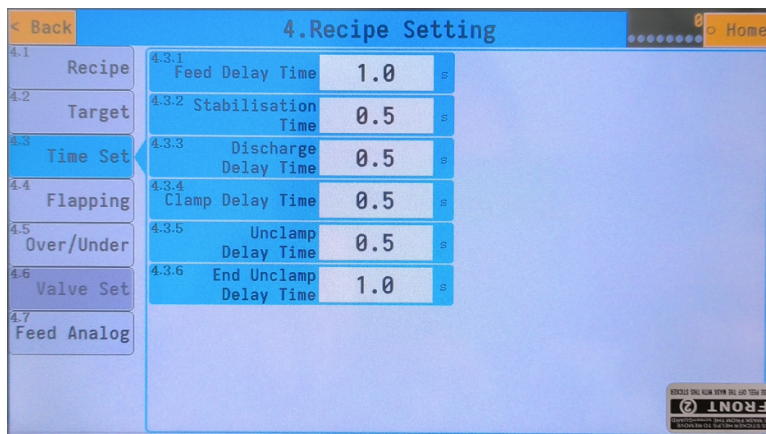 < Back
4.Recipe Setting
0
Home
4.1
Recipe
4.2
Target
4.3
Time Set
4.4
Flapping
4.5
Over/Under
4.6
Valve Set
4.7
Feed Analog
4.3.1
Feed Delay Time
1.0
s
4.3.2 Stabilisation
Time
0.5
s
4.3.3 Discharge
Delay Time
0.5
s
4.3.4
Clamp Delay Time
0.5
s
4.3.5 Unclamp
Delay Time
0.5
s
4.3.6 End Unclamp
Delay Time
1.0
s
FRONT 2